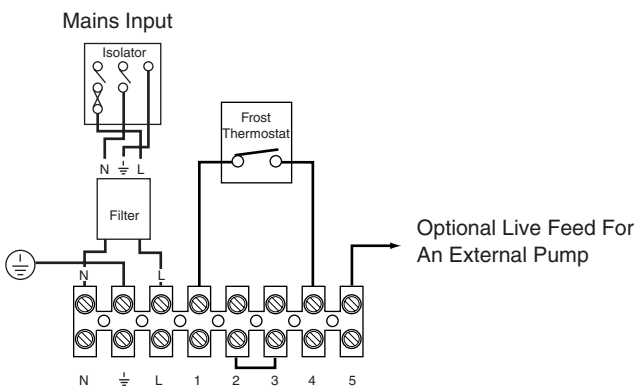 Mains Input
Isolator
Frost
Thermostat
N L
Filter
Optional Live Feed For
An External Pump
N L
N L 1 2 3 4 5